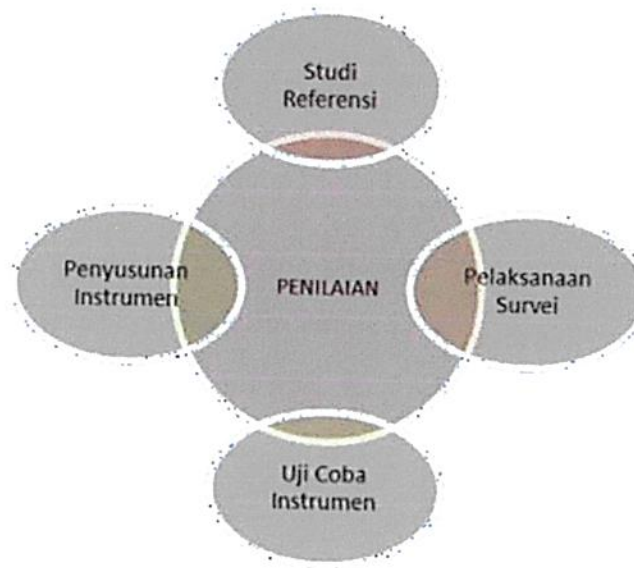 Studi
Referensi
Penyusunan
Instrumen
PENILAIAN
Pelaksanaan
Survei
Uji Coba
Instrumen